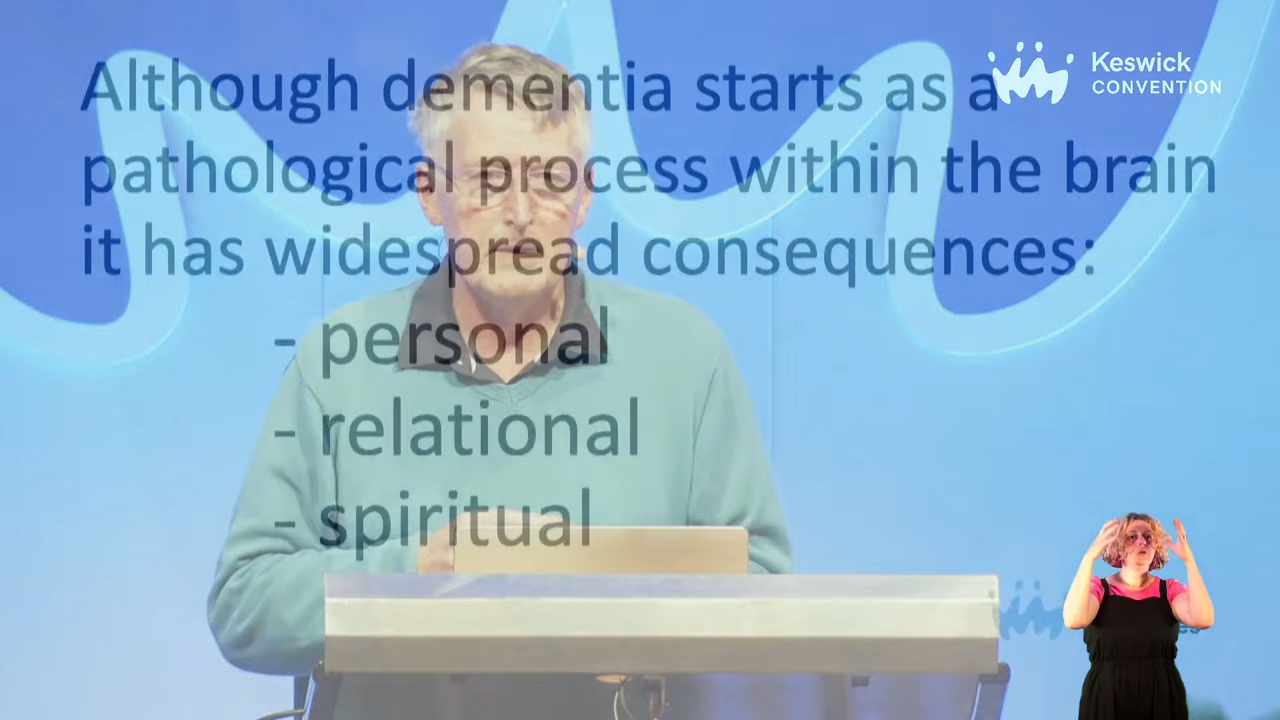 Although dementia starts as a
pathological process within the brain
it has widespread consequences:
- personal
- relational
- spiritual
Keswick
CONVENTION